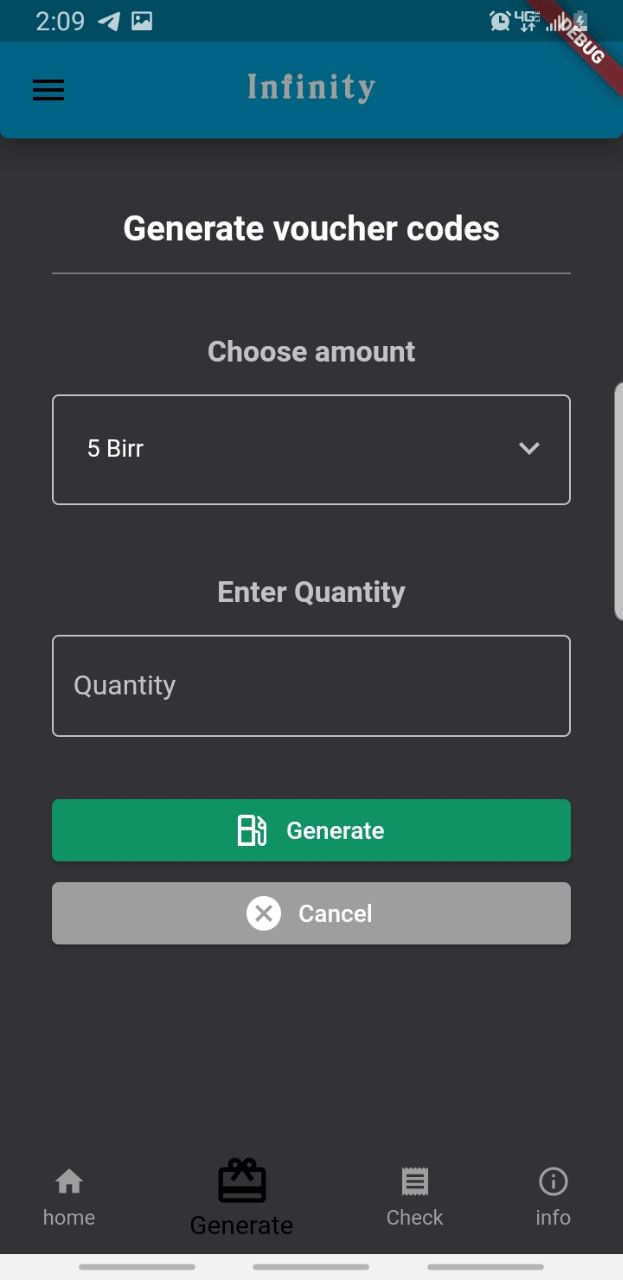 2:09
4G
DEBUG
Infinity
Generate voucher codes
Choose amount
5 Birr
Enter Quantity
Quantity
Generate
Cancel
home
Generate
Check
info